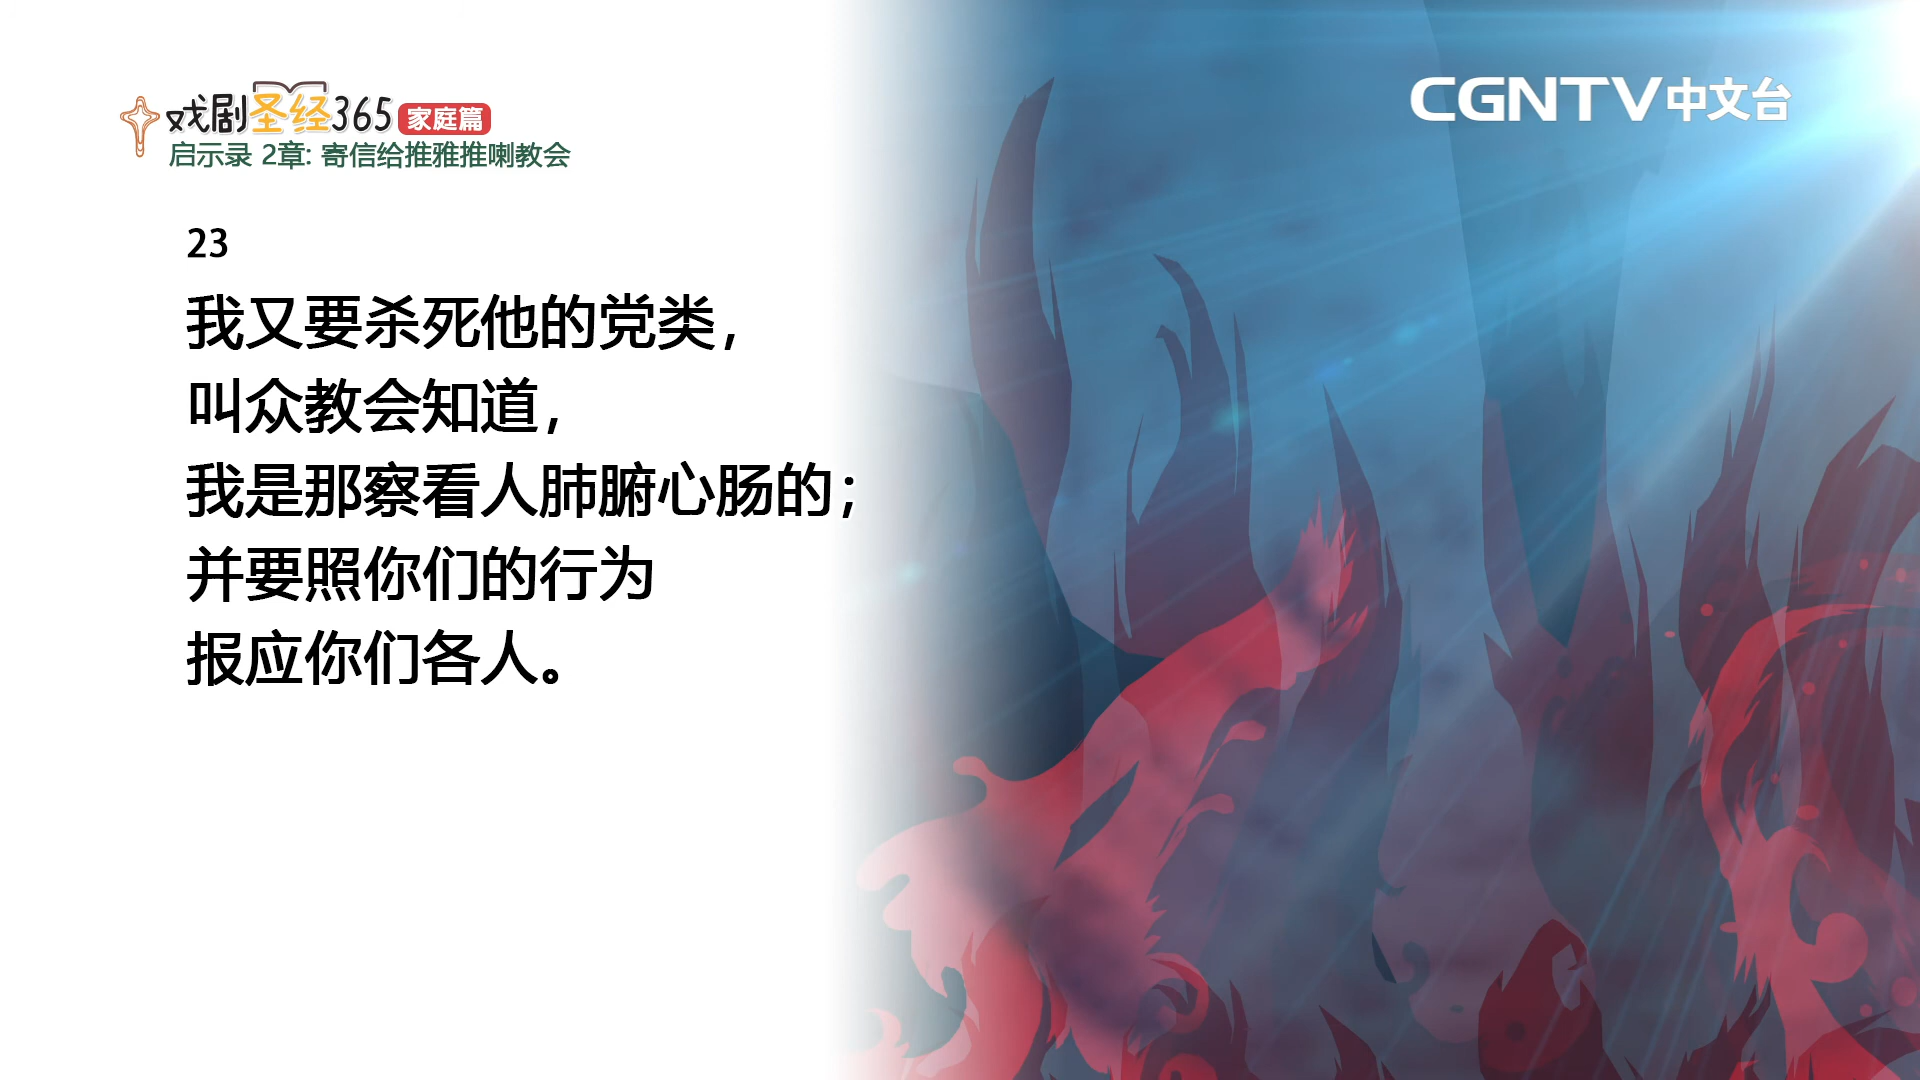 戏剧圣经365 家庭篇
CGNTV中文台
启示录 2章: 寄信给推雅推喇教会
23
我又要杀死他的党类，
叫众教会知道，
我是那察看人肺腑心肠的；
并要照你们的行为
报应你们各人。